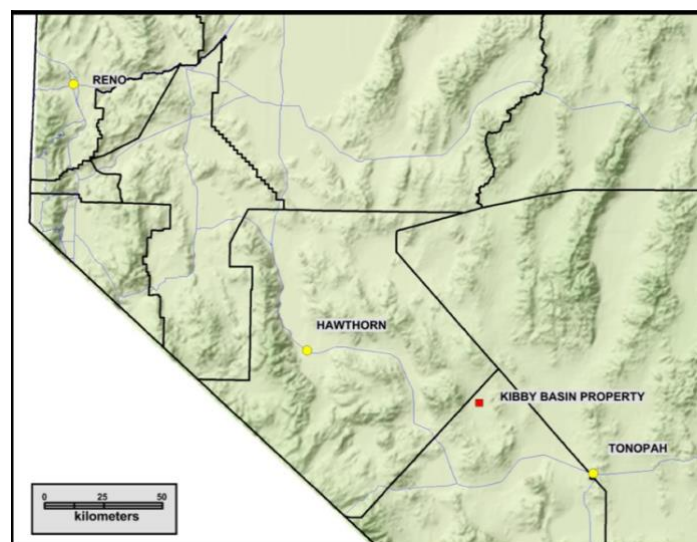 RENO
HAWTHORN
KIBBY BASIN PROPERTY
TONOPAH
0 25 50
kilometers